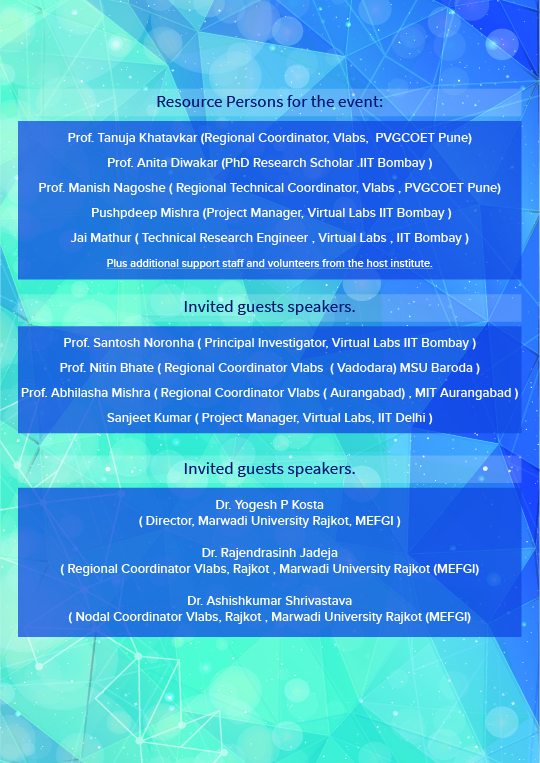 Resource Persons for the event:
Prof. Tanuja Khatavkar (Regional Coordinator, Vlabs,  PVGCOET Pune)
Prof. Anita Diwakar (PhD Research Scholar .IIT Bombay )
Prof. Manish Nagoshe ( Regional Technical Coordinator, Vlabs , PVGCOET Pune)
Pushpdeep Mishra (Project Manager, Virtual Labs IIT Bombay )
Jai Mathur ( Technical Research Engineer , Virtual Labs , IIT Bombay )
Plus additional support staff and volunteers from the host institute.
Invited guests speakers.
Prof. Santosh Noronha ( Principal Investigator, Virtual Labs IIT Bombay )
Prof. Nitin Bhate ( Regional Coordinator Vlabs  ( Vadodara) MSU Baroda )
Prof. Abhilasha Mishra ( Regional Coordinator Vlabs ( Aurangabad) , MIT Aurangabad )
Sanjeet Kumar ( Project Manager, Virtual Labs, IIT Delhi )
Invited guests speakers.
Dr. Yogesh P Kosta
( Director, Marwadi University Rajkot, MEFGI )
Dr. Rajendrasinh Jadeja
( Regional Coordinator Vlabs, Rajkot , Marwadi University Rajkot (MEFGI)
Dr. Ashishkumar Shrivastava
( Nodal Coordinator Vlabs, Rajkot , Marwadi University Rajkot (MEFGI)